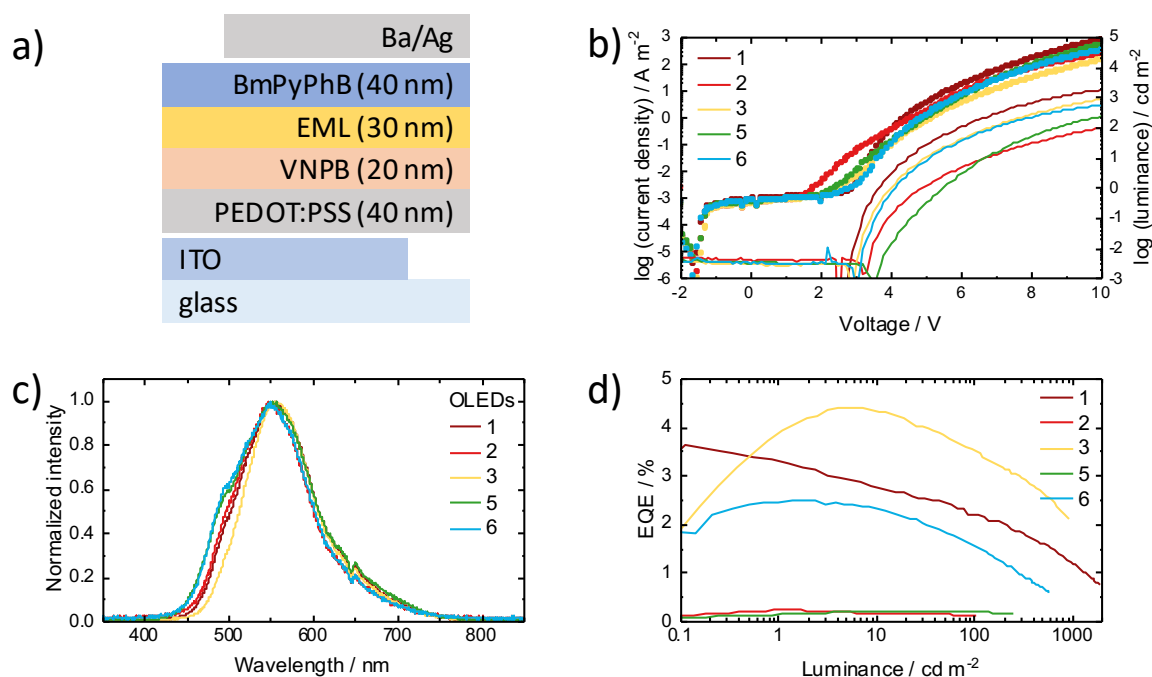 a)
Ba/Ag
BmPyPhB (40 nm)
EML (30 nm)
VNPB (20 nm)
PEDOT:PSS (40 nm)
ITO
glass
b)
log (current density) / A m-2
3
2
1
0
-1
-2
-3
-4
-5
-6
1
2
3
5
6
5
4
3
2
1
0
-1
-2
-3
log (luminance) / cd m-2
-2 0 2 4 6 8 10
Voltage / V
c)
Normalized intensity
1.0
0.8
0.6
0.4
0.2
0.0
OLEDs
1
2
3
5
6
400 500 600 700 800
Wavelength / nm
d)
EQE / %
5
4
3
2
1
0
1
2
3
5
6
0.1 1 10 100 1000
Luminance / cd m-2